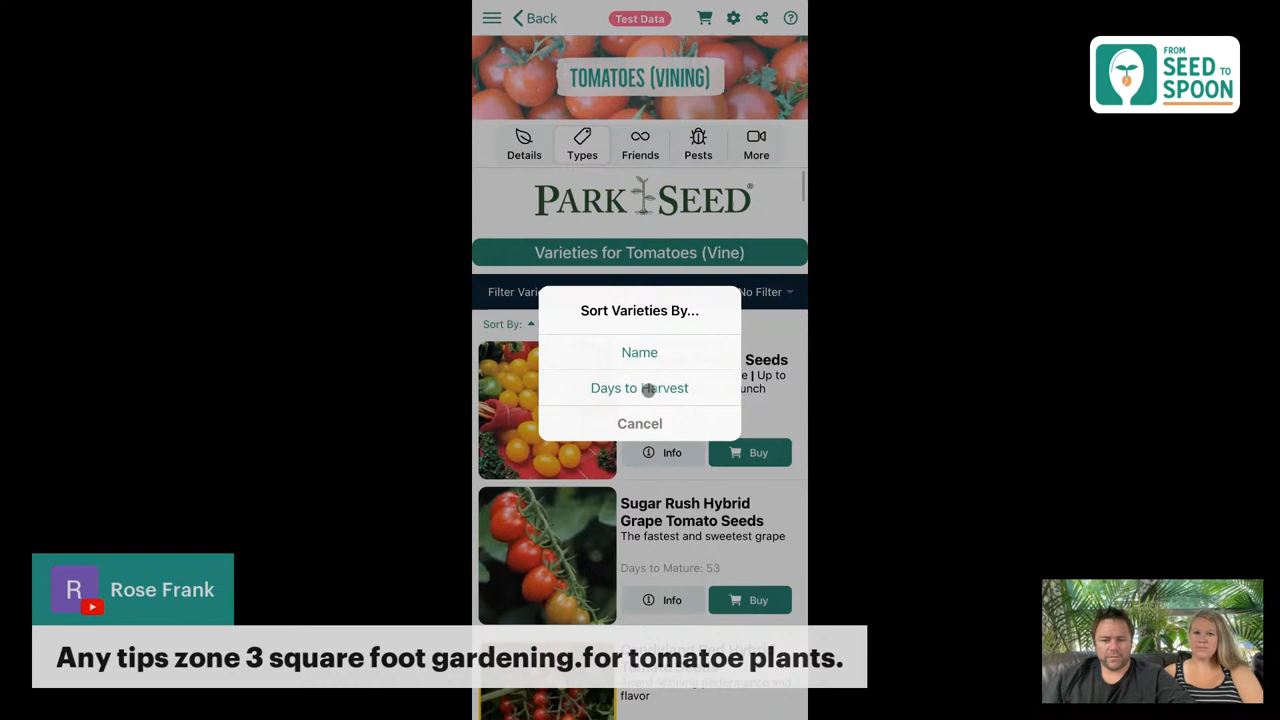 Back
Test Data
TOMATOES (VINING)
Details
Types
Friends
Pests
More
PARK SEED®
Varieties for Tomatoes (Vine)
Filter Vari
No Filter
Sort By:
Sort Varieties By...
Name
Days to Harvest
Cancel
Seeds
e | Up to
unch
Info
Buy
Sugar Rush Hybrid
Grape Tomato Seeds
The fastest and sweetest grape
Days to Mature: 53
Info
Buy
flavor
FROM
SEED TO
SPOON
R
Rose Frank
Any tips zone 3 square foot gardening.for tomatoe plants.